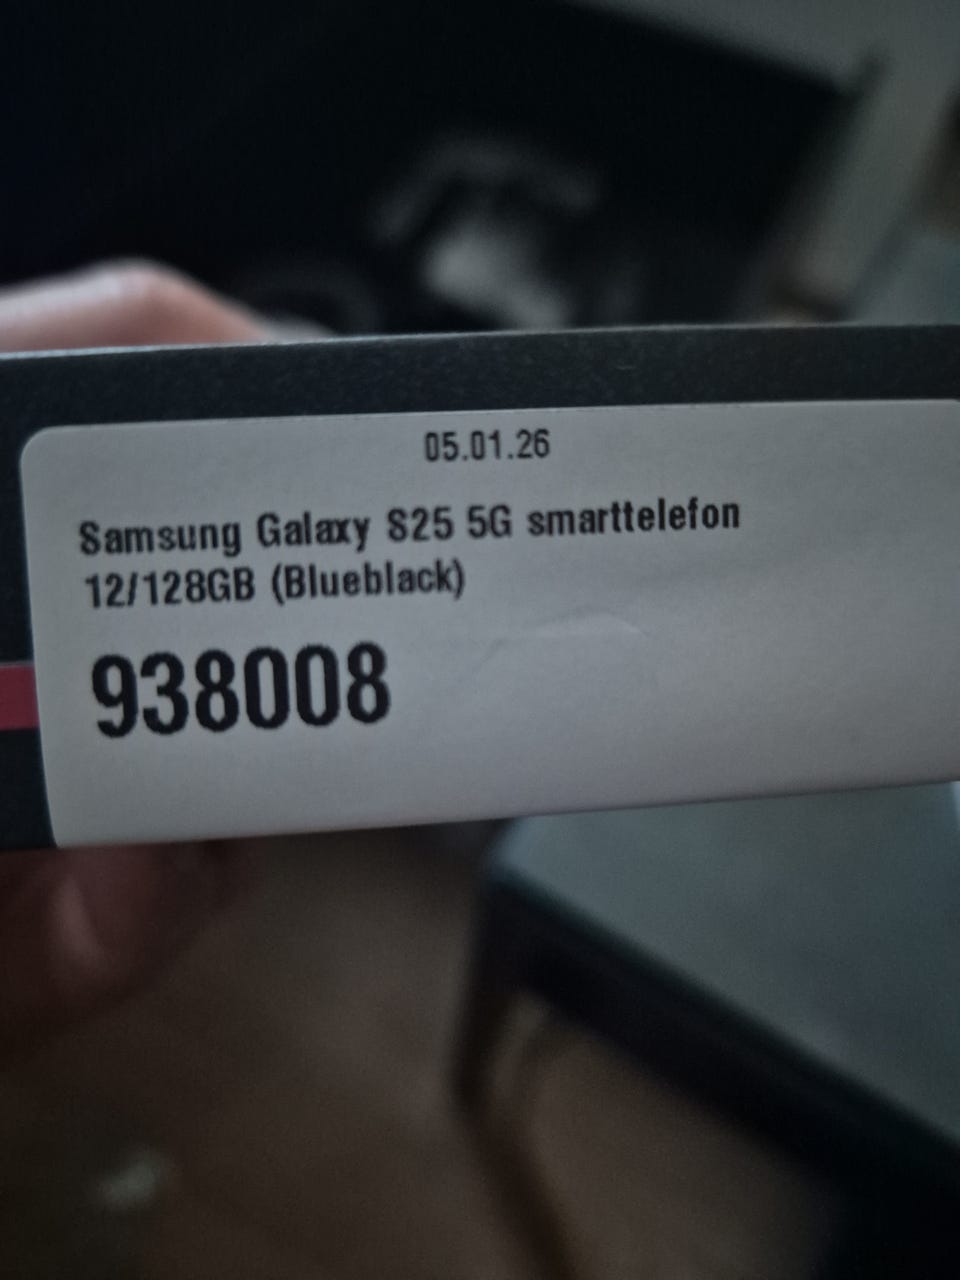 05.01.26
Samsung Galaxy S25 5G smarttelefon
12/128GB (Blueblack)
938008